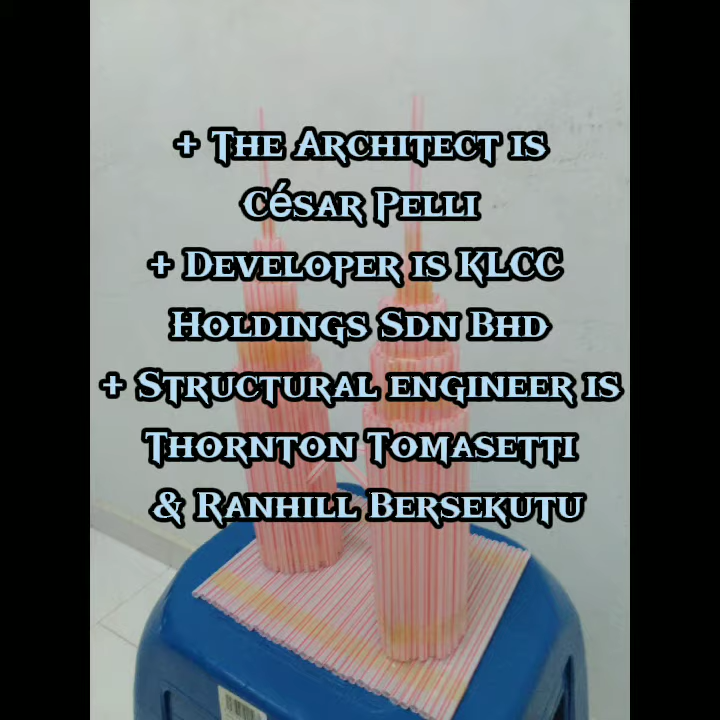 + The Architect is
César Pelli
+ Developer is KLCC
Holdings Sdn Bhd
+ Structural engineer is
Thornton Tomasetti
& Ranhill Bersekutu